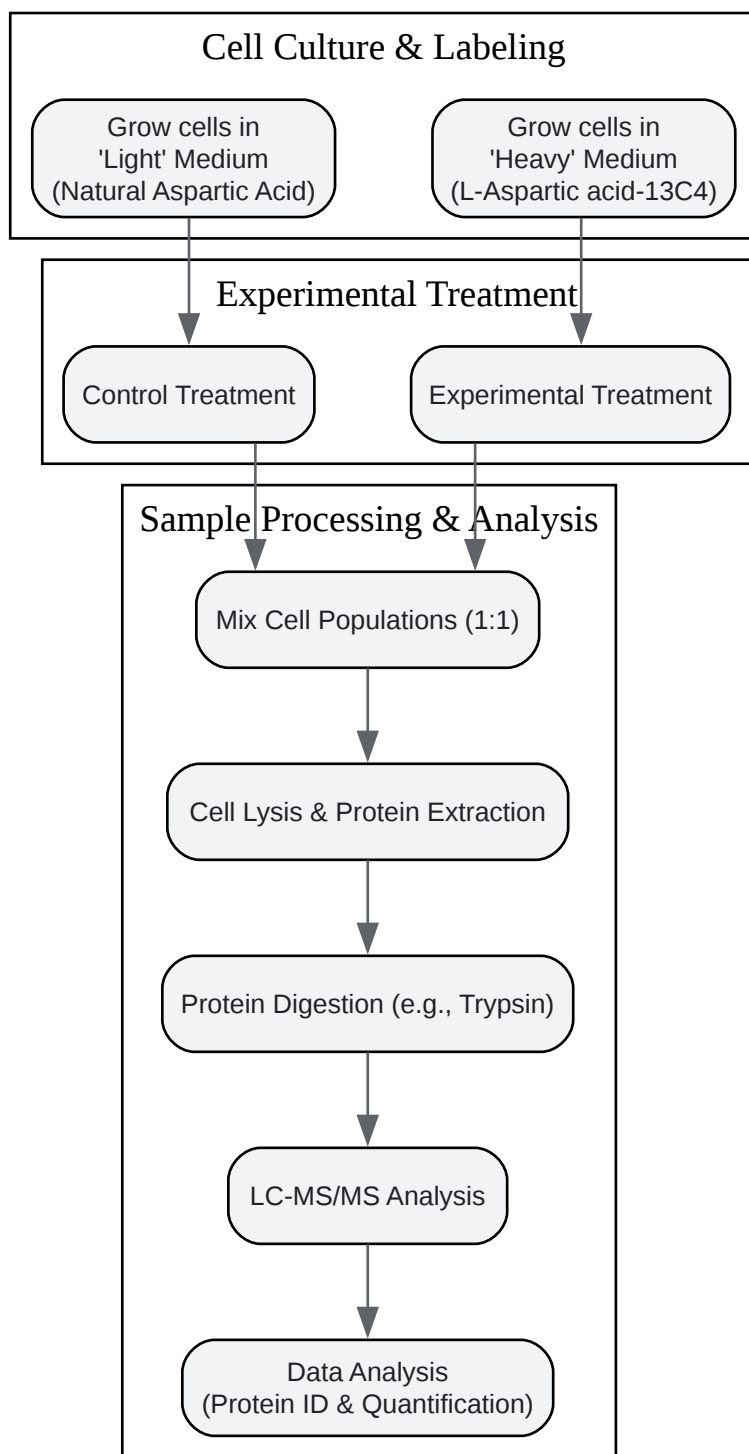 Cell Culture & Labeling
Grow cells in
'Light' Medium
(Natural Aspartic Acid)
Grow cells in
'Heavy' Medium
(L-Aspartic acid-13C4)
Experimental Treatment
Control Treatment
Experimental Treatment
Sample Processing & Analysis
Mix Cell Populations (1:1)
Cell Lysis & Protein Extraction
Protein Digestion (e.g., Trypsin)
LC-MS/MS Analysis
Data Analysis
(Protein ID & Quantification)